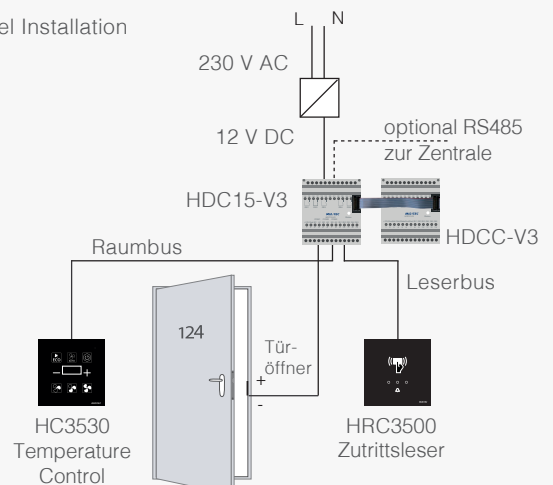 el Installation
L N
230 V AC
12 V DC
optional RS485
zur Zentrale
HDC15-V3
HDCC-V3
Raumbus
Leserbus
124
Tür-
öffner
+
-
ECO
- +
HC3530
Temperature
Control
HRC3500
Zutrittsleser